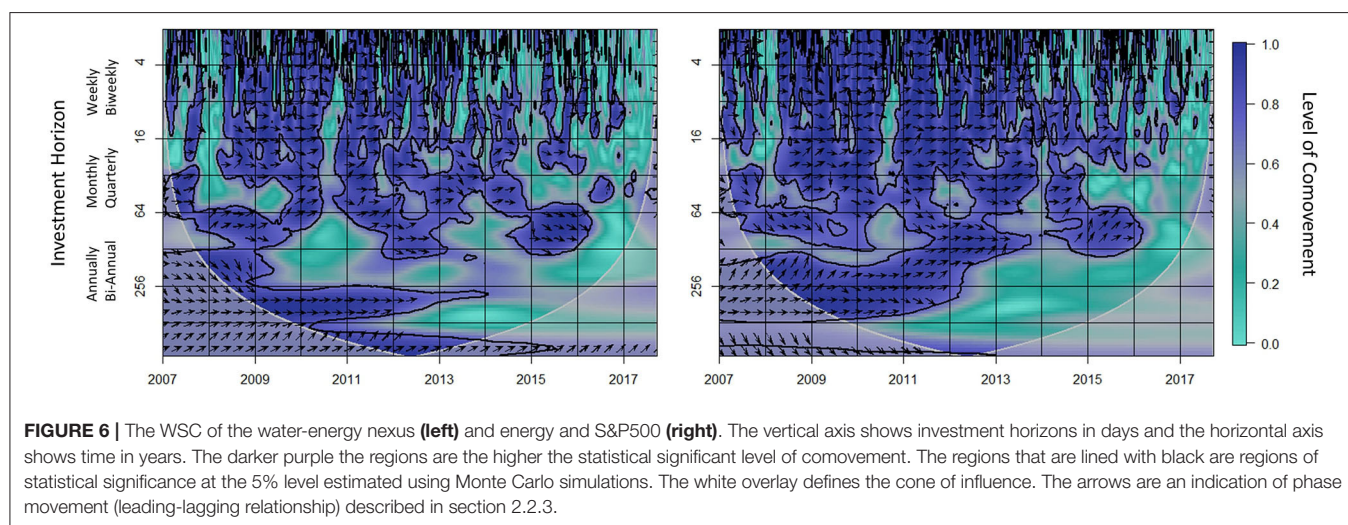 Investment Horizon
Weekly
Biweekly
Monthly
Quarterly
Annually
Bi-Annual
4
16
64
256
2007
2009
2011
2013
2015
2017
4
16
64
256
2007
2009
2011
2013
2015
2017
1.0
0.8
0.6
0.4
0.2
0.0
Level of Comovement
FIGURE 6 | The WSC of the water-energy nexus (left) and energy and S&P500 (right). The vertical axis shows investment horizons in days and the horizontal axis
shows time in years. The darker purple the regions are the higher the statistical significant level of comovement. The regions that are lined with black are regions of
statistical significance at the 5% level estimated using Monte Carlo simulations. The white overlay defines the cone of influence. The arrows are an indication of phase
movement (leading-lagging relationship) described in section 2.2.3.